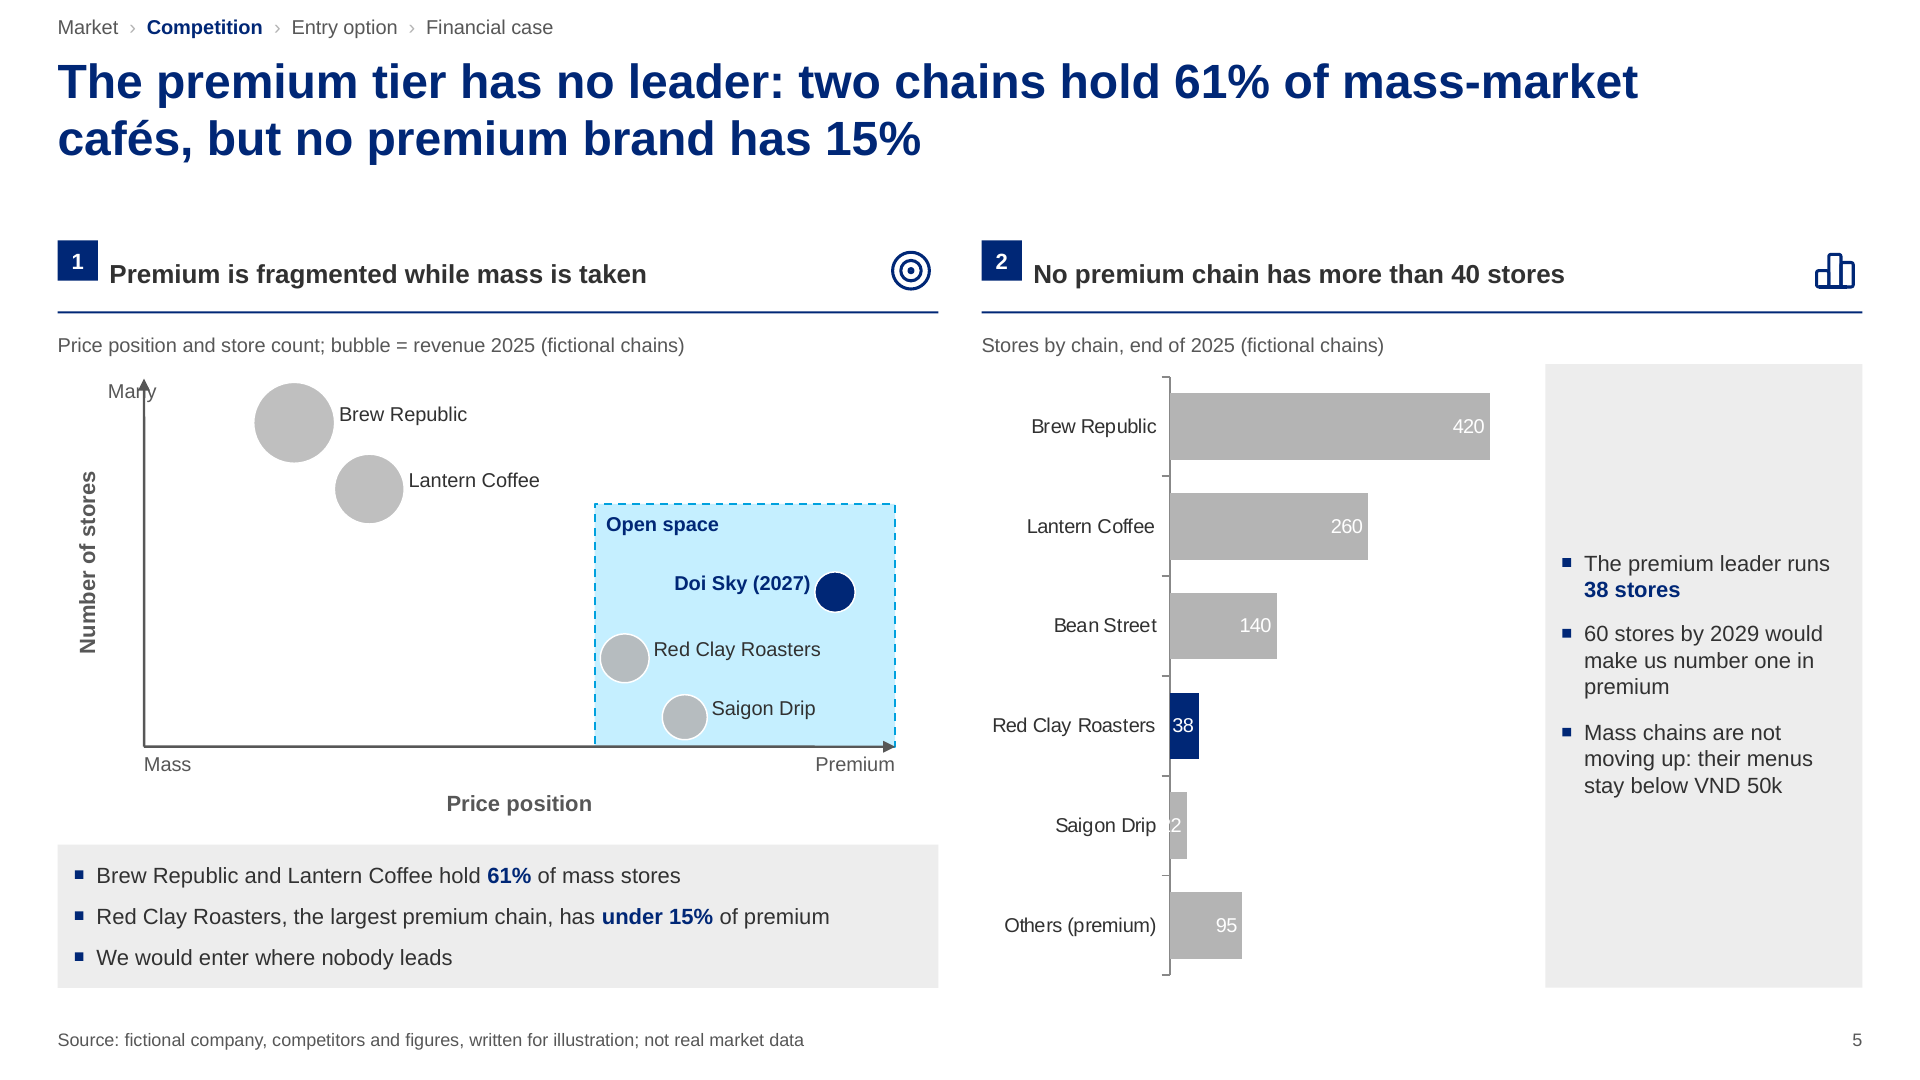 Market › Competition › Entry option › Financial case
The premium tier has no leader: two chains hold 61% of mass-market
cafés, but no premium brand has 15%
1 Premium is fragmented while mass is taken
Price position and store count; bubble = revenue 2025 (fictional chains)
Many
Number of stores
Brew Republic
Lantern Coffee
Open space
Doi Sky (2027)
Red Clay Roasters
Saigon Drip
Mass
Premium
Price position
■ Brew Republic and Lantern Coffee hold 61% of mass stores
■ Red Clay Roasters, the largest premium chain, has under 15% of premium
■ We would enter where nobody leads
2 No premium chain has more than 40 stores
Stores by chain, end of 2025 (fictional chains)
Brew Republic 420
Lantern Coffee 260
Bean Street 140
Red Clay Roasters 38
Saigon Drip 22
Others (premium) 95
■ The premium leader runs
38 stores
■ 60 stores by 2029 would
make us number one in
premium
■ Mass chains are not
moving up: their menus
stay below VND 50k
Source: fictional company, competitors and figures, written for illustration; not real market data
5